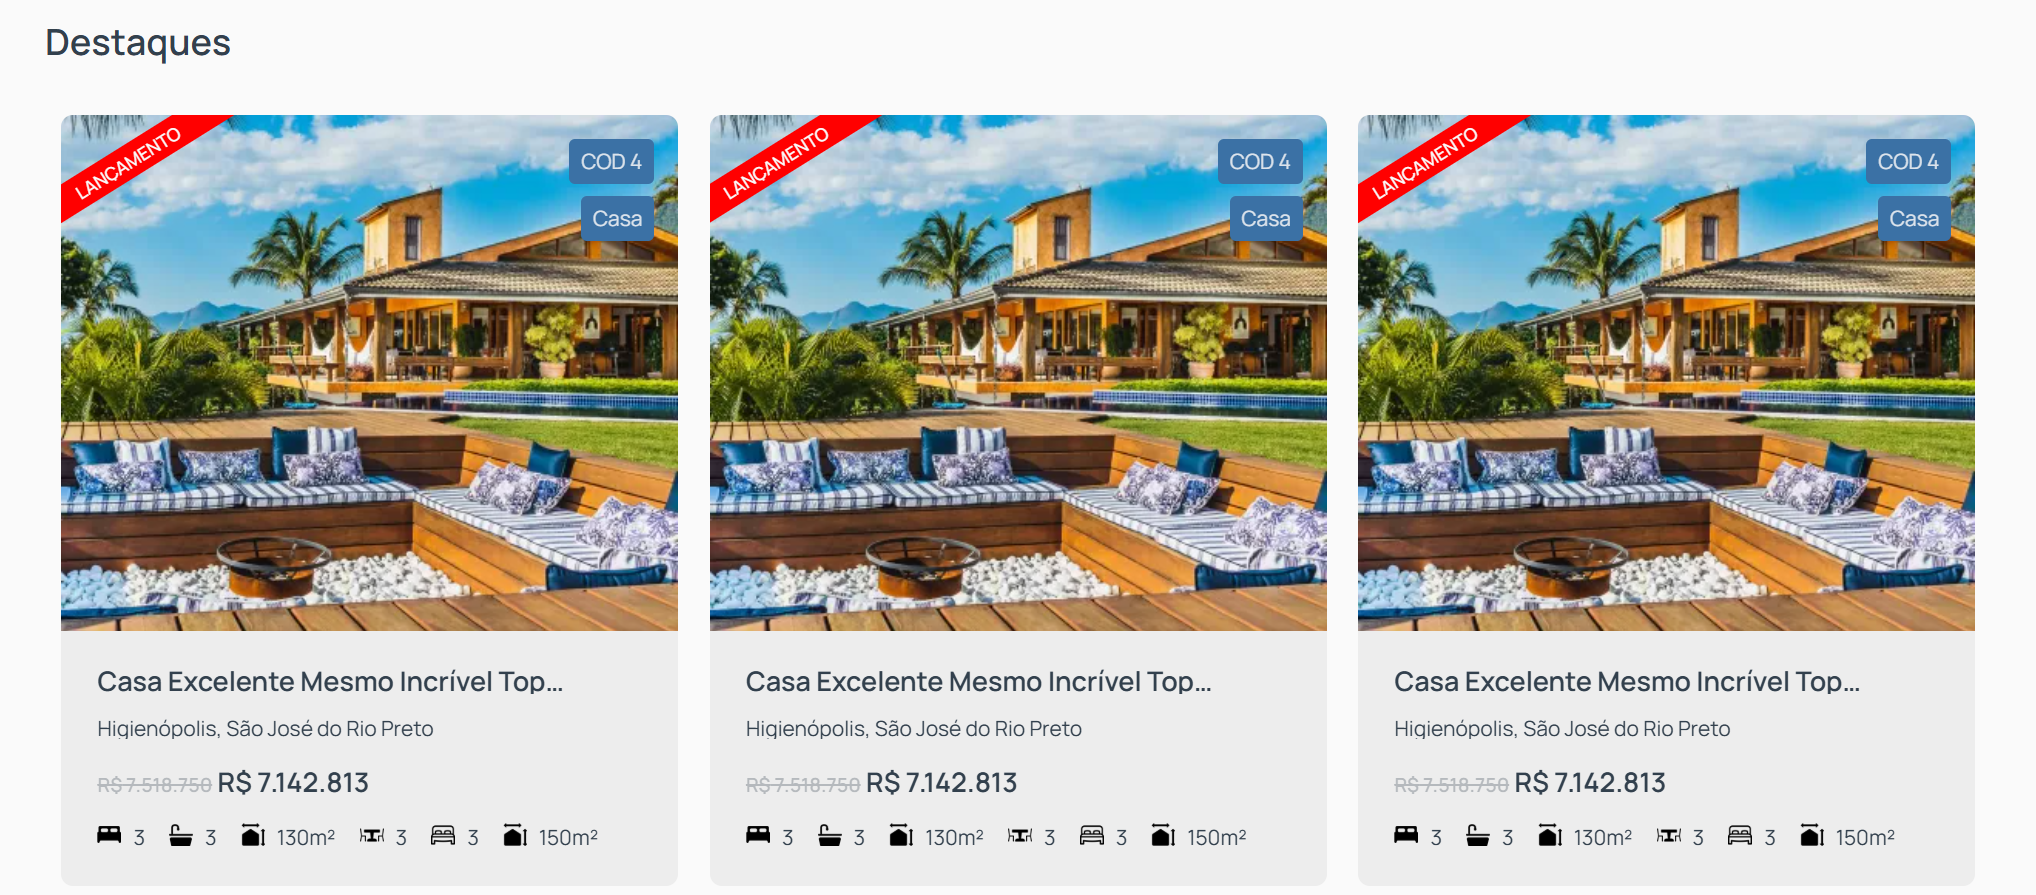 Destaques
LANÇAMENTO
COD 4
Casa
Casa Excelente Mesmo Incrível Top...
Higienópolis, São José do Rio Preto
R$ 7.518.750 R$ 7.142.813
3 3 130m² 3 3 150m²
LANÇAMENTO
COD 4
Casa
Casa Excelente Mesmo Incrível Top...
Higienópolis, São José do Rio Preto
R$ 7.518.750 R$ 7.142.813
3 3 130m² 3 3 150m²
LANÇAMENTO
COD 4
Casa
Casa Excelente Mesmo Incrível Top...
Higienópolis, São José do Rio Preto
R$ 7.518.750 R$ 7.142.813
3 3 130m² 3 3 150m²